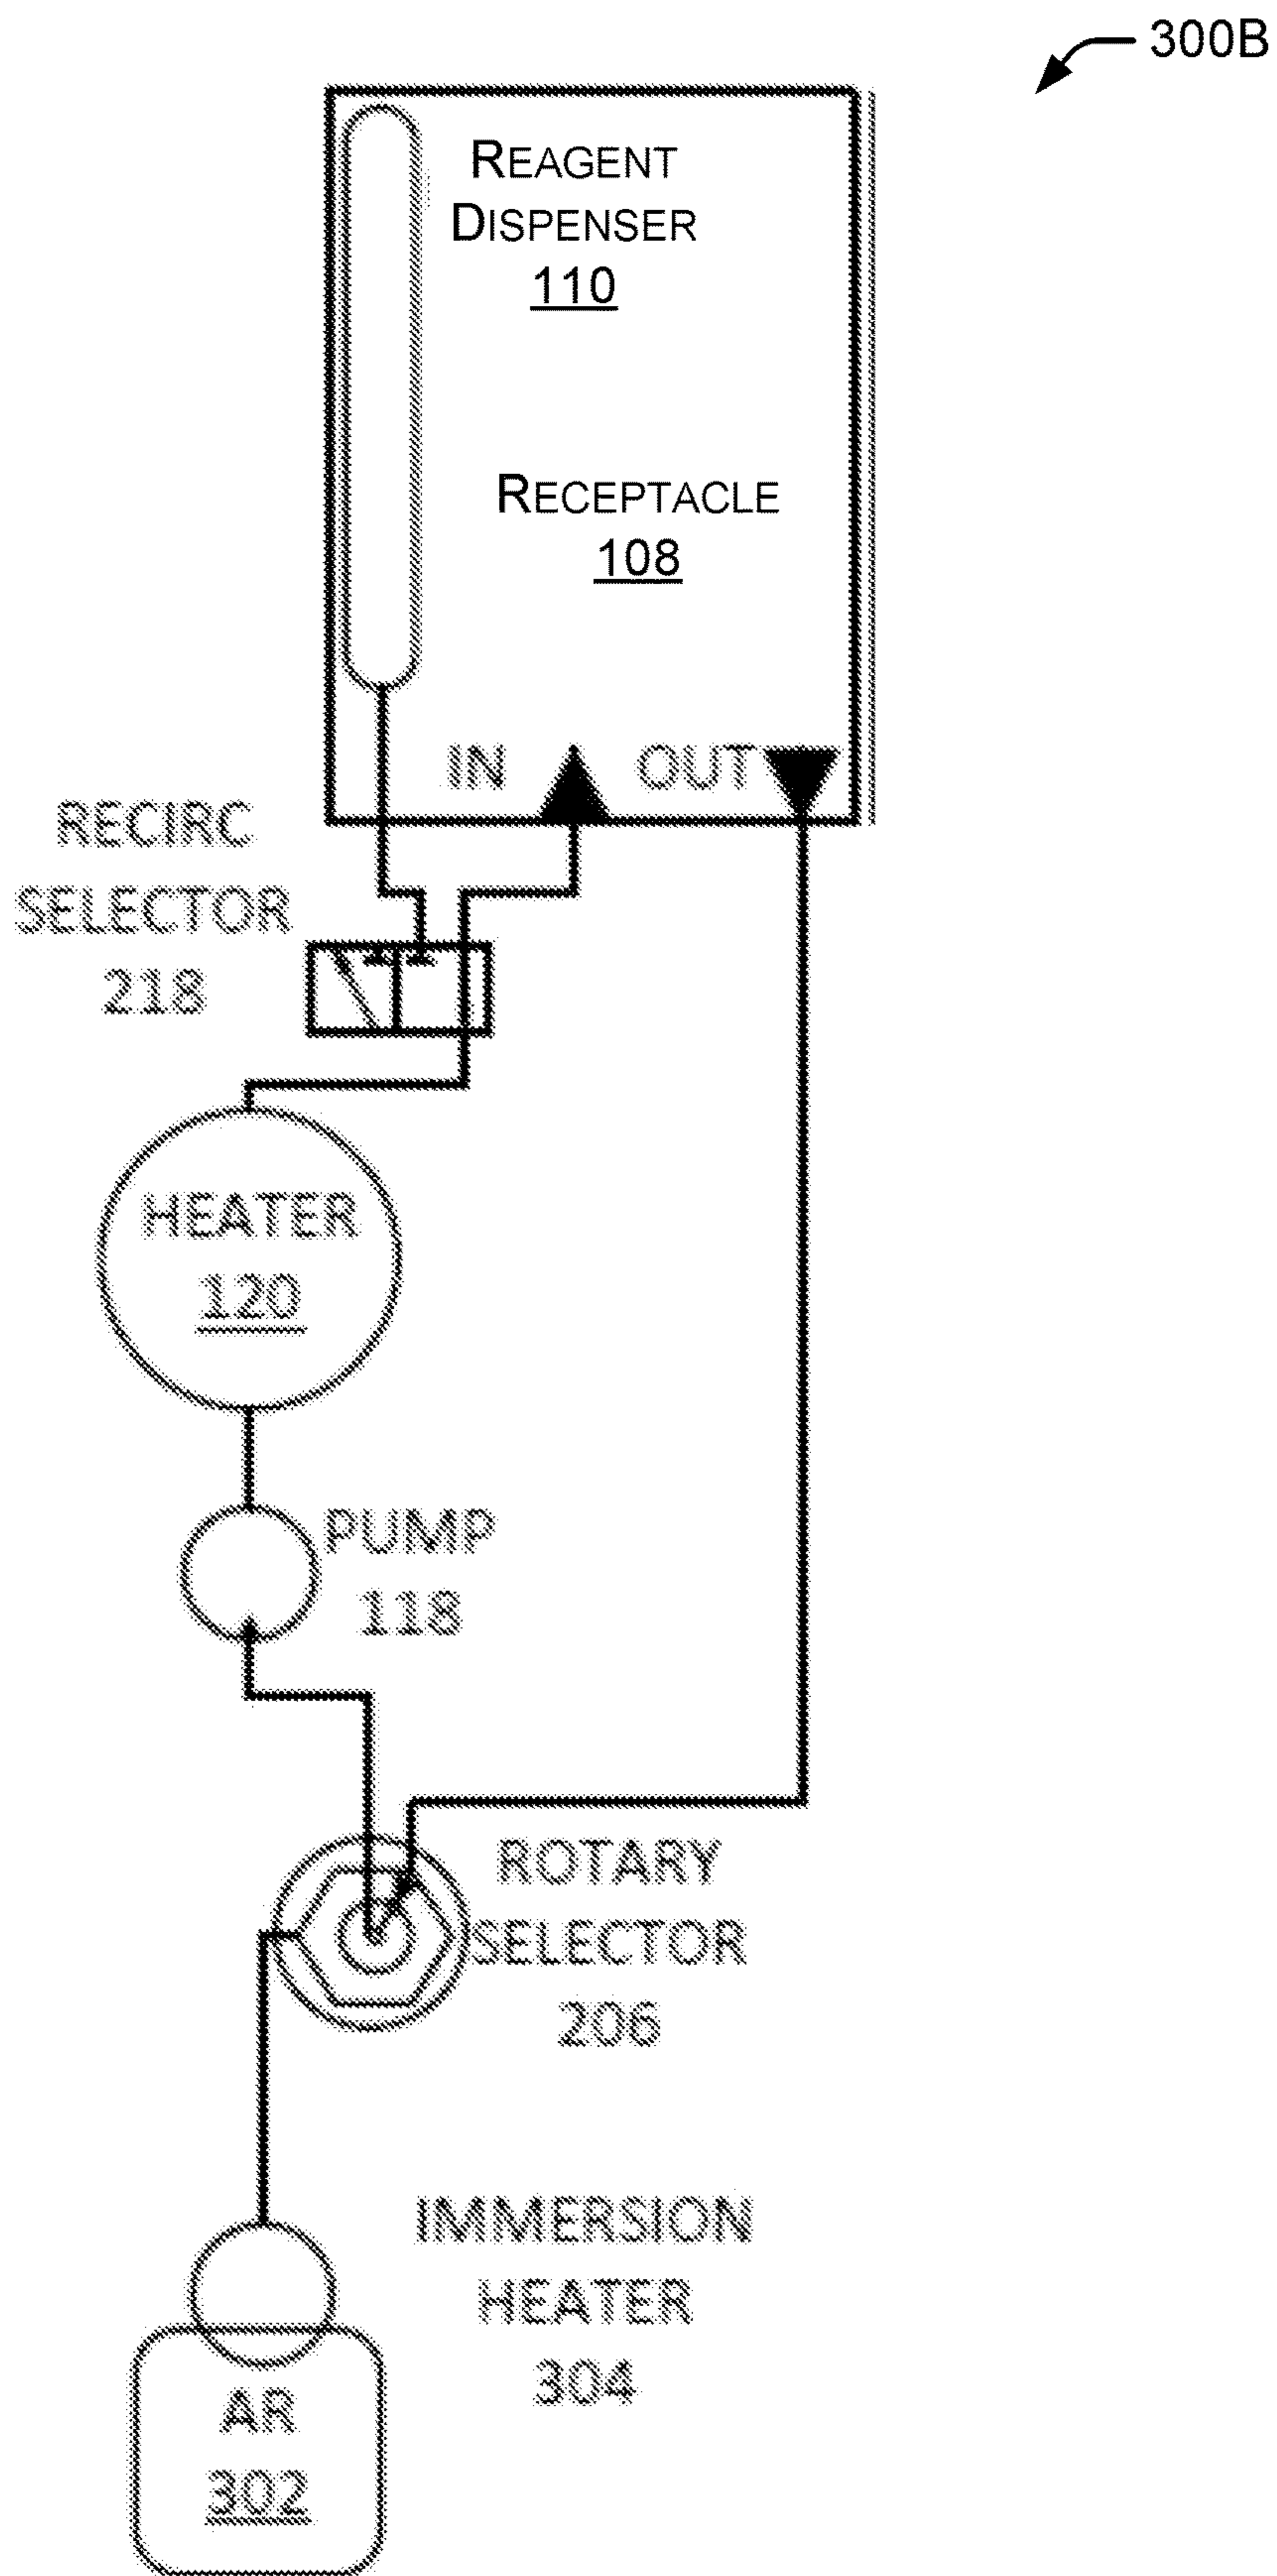 300B
REAGENT
DISPENSER
110
RECEPTACLE
108
IN OUT
RECIRC
SELECTOR
218
HEATER
120
PUMP
118
ROTARY
SELECTOR
206
IMMERSION
HEATER
304
AR
302